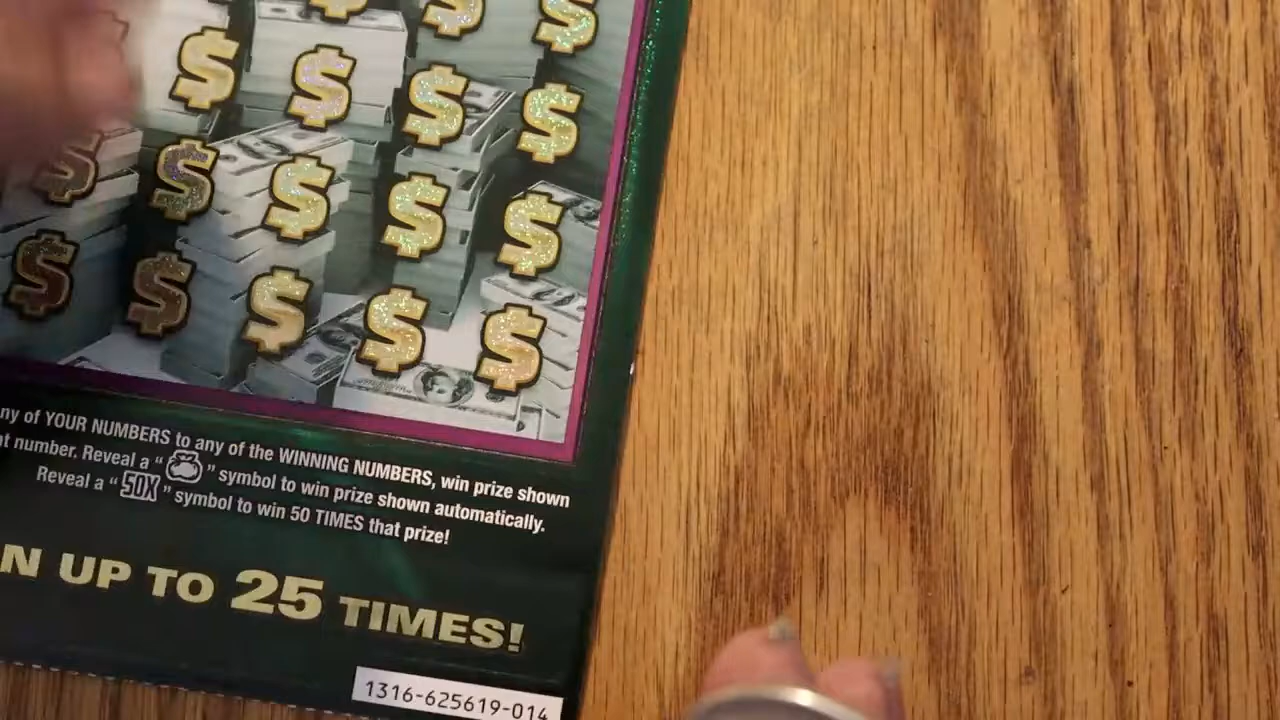 ny of YOUR NUMBERS to any of the WINNING NUMBERS, win prize shown
t number. Reveal a " " symbol to win prize shown automatically.
Reveal a "50X" symbol to win 50 TIMES that prize!
N UP TO 25 TIMES!
1316-625619-014